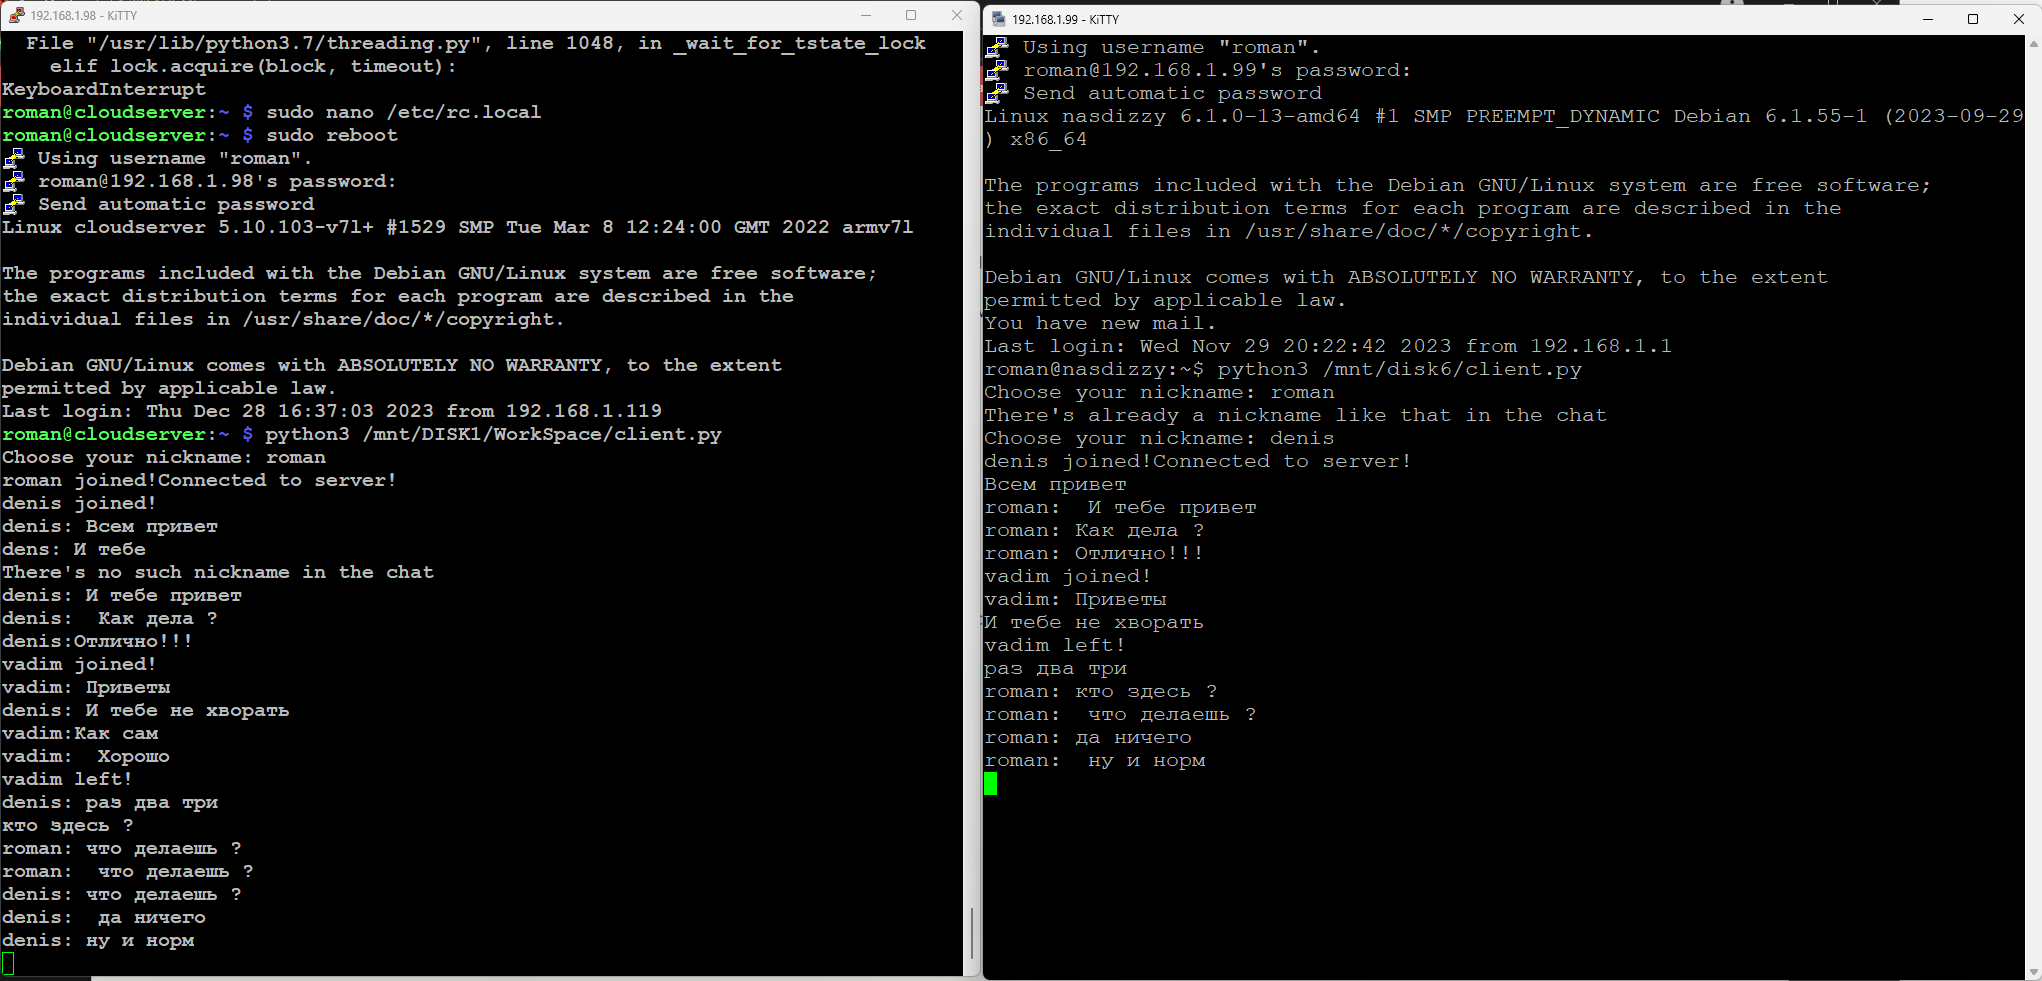 192.168.1.98 - KiTTY
  File "/usr/lib/python3.7/threading.py", line 1048, in _wait_for_tstate_lock
    elif lock.acquire(block, timeout):
KeyboardInterrupt
roman@cloudserver:~ $ sudo nano /etc/rc.local
roman@cloudserver:~ $ sudo reboot
Using username "roman".
roman@192.168.1.98's password:
Send automatic password
Linux cloudserver 5.10.103-v7l+ #1529 SMP Tue Mar 8 12:24:00 GMT 2022 armv7l

The programs included with the Debian GNU/Linux system are free software;
the exact distribution terms for each program are described in the
individual files in /usr/share/doc/*/copyright.

Debian GNU/Linux comes with ABSOLUTELY NO WARRANTY, to the extent
permitted by applicable law.
Last login: Thu Dec 28 16:37:03 2023 from 192.168.1.119
roman@cloudserver:~ $ python3 /mnt/DISK1/WorkSpace/client.py
Choose your nickname: roman
roman joined!Connected to server!
denis joined!
denis: Всем привет
dens: И тебе
There's no such nickname in the chat
denis: И тебе привет
denis:  Как дела ?
denis:Отлично!!!
vadim joined!
vadim: Приветы
denis: И тебе не хворать
vadim:Как сам
vadim:  Хорошо
vadim left!
denis: раз два три
кто здесь ?
roman: что делаешь ?
roman:  что делаешь ?
denis: что делаешь ?
denis:  да ничего
denis: ну и норм
192.168.1.99 - KiTTY
Using username "roman".
roman@192.168.1.99's password:
Send automatic password
Linux nasdizzy 6.1.0-13-amd64 #1 SMP PREEMPT_DYNAMIC Debian 6.1.55-1 (2023-09-29
) x86_64

The programs included with the Debian GNU/Linux system are free software;
the exact distribution terms for each program are described in the
individual files in /usr/share/doc/*/copyright.

Debian GNU/Linux comes with ABSOLUTELY NO WARRANTY, to the extent
permitted by applicable law.
You have new mail.
Last login: Wed Nov 29 20:22:42 2023 from 192.168.1.1
roman@nasdizzy:~$ python3 /mnt/disk6/client.py
Choose your nickname: roman
There's already a nickname like that in the chat
Choose your nickname: denis
denis joined!Connected to server!
Всем привет
roman:  И тебе привет
roman: Как дела ?
roman: Отлично!!!
vadim joined!
vadim: Приветы
И тебе не хворать
vadim left!
раз два три
roman: кто здесь ?
roman:  что делаешь ?
roman: да ничего
roman:  ну и норм